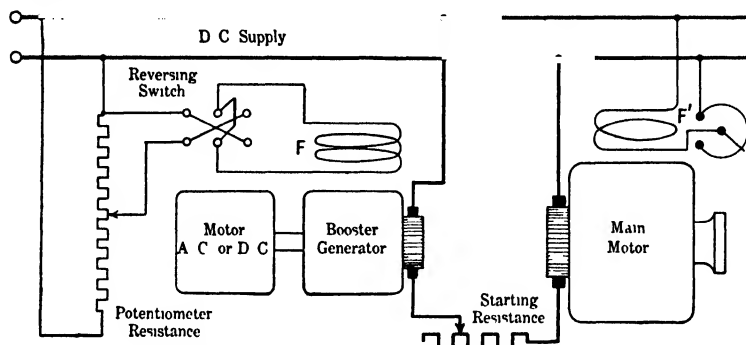 D C Supply
Reversing
Switch
F
F'
Motor
A C or D C
Booster
Generator
Main
Motor
Potentiometer
Resistance
Starting
Resistance